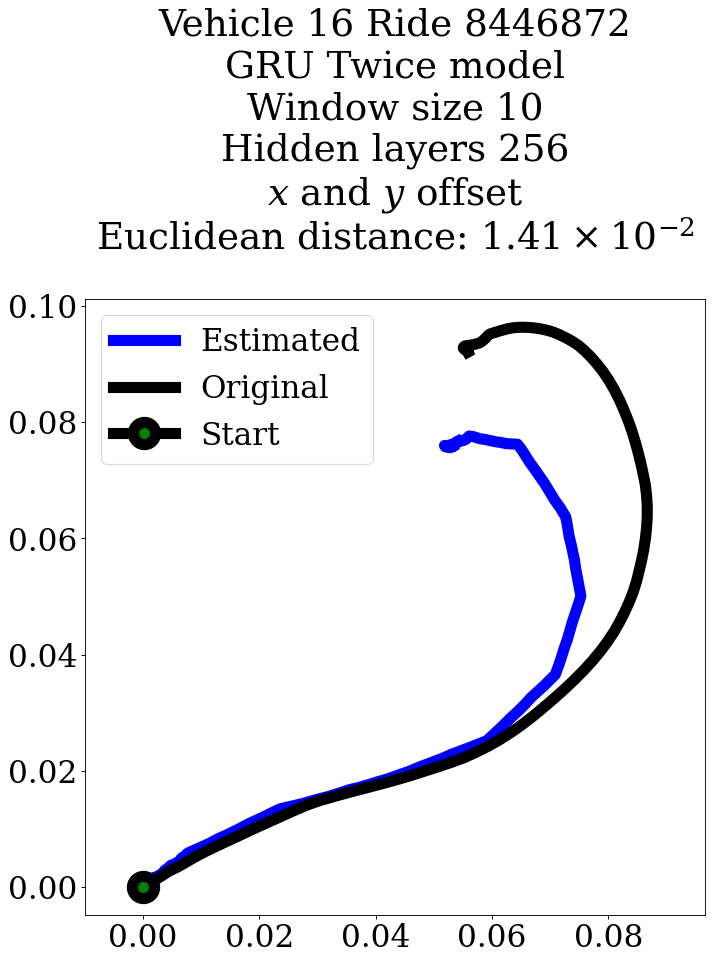 Vehicle 16 Ride 8446872
GRU Twice model
Window size 10
Hidden layers 256
x and y offset
Euclidean distance: 1.41 × 10⁻²
Estimated
Original
Start
0.10
0.08
0.06
0.04
0.02
0.00
0.00 0.02 0.04 0.06 0.08